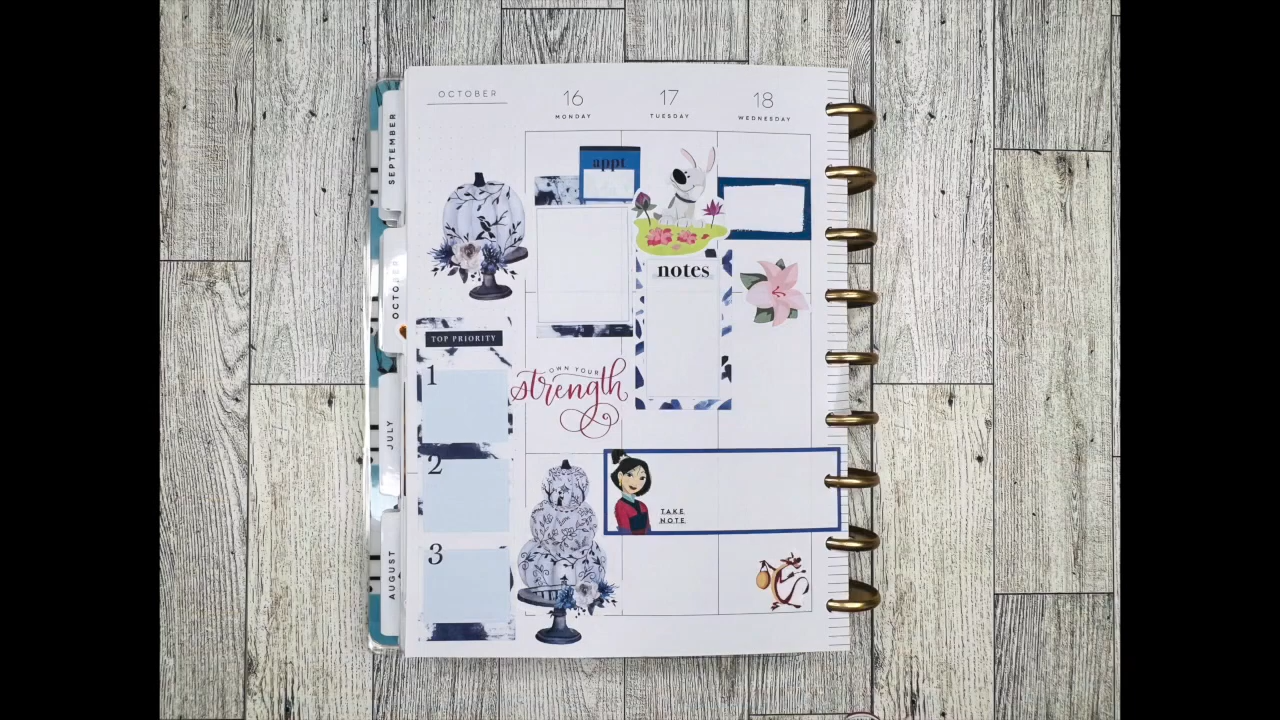 OCTOBER
16
MONDAY
17
TUESDAY
18
WEDNESDAY
SEPTEMBER
OCTOBER
JULY
AUGUST
appt
notes
TOP PRIORITY
1
2
3
OWN YOUR
strength
TAKE
NOTE